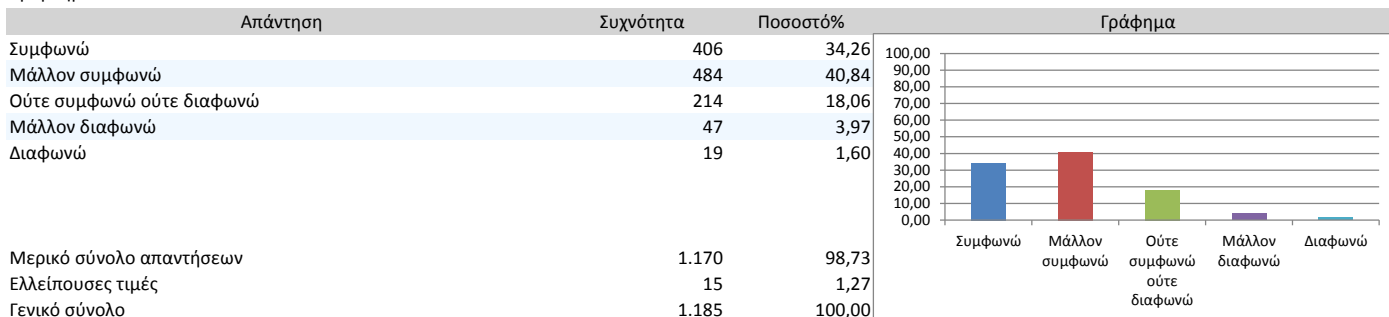 Απάντηση Συχνότητα Ποσοστό% Γράφημα
Συμφωνώ 406 34,26
Μάλλον συμφωνώ 484 40,84
Ούτε συμφωνώ ούτε διαφωνώ 214 18,06
Μάλλον διαφωνώ 47 3,97
Διαφωνώ 19 1,60
Μερικό σύνολο απαντήσεων 1.170 98,73
Ελλείπουσες τιμές 15 1,27
Γενικό σύνολο 1.185 100,00
100,00
90,00
80,00
70,00
60,00
50,00
40,00
30,00
20,00
10,00
0,00
Συμφωνώ Μάλλον Ούτε Μάλλον Διαφωνώ
συμφωνώ συμφωνώ διαφωνώ
ούτε
διαφωνώ